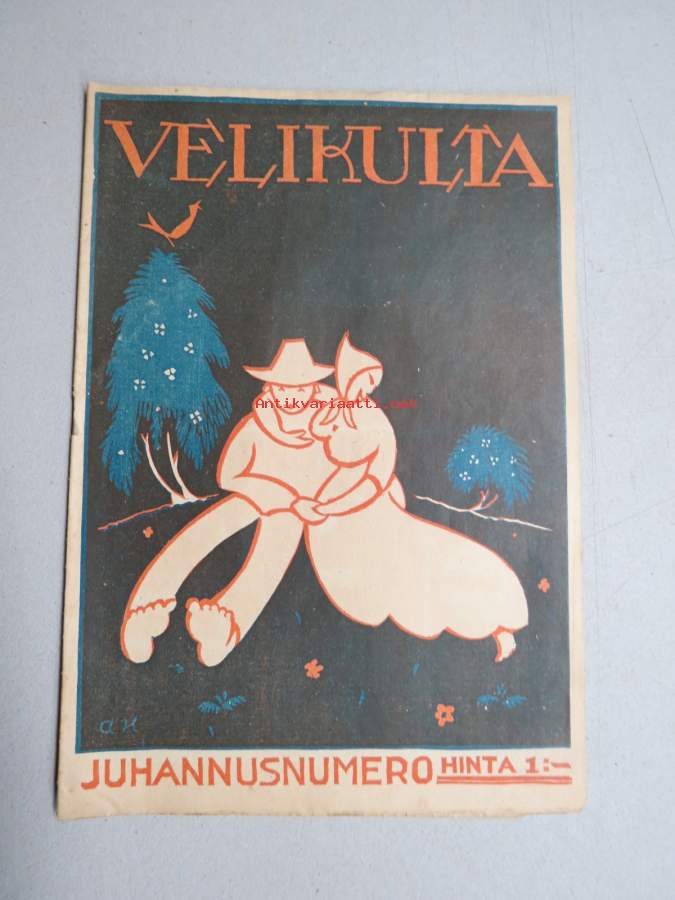 VELIKULTA
Antikvariaatti.net
JUHANNUSNUMERO HINTA 1:-